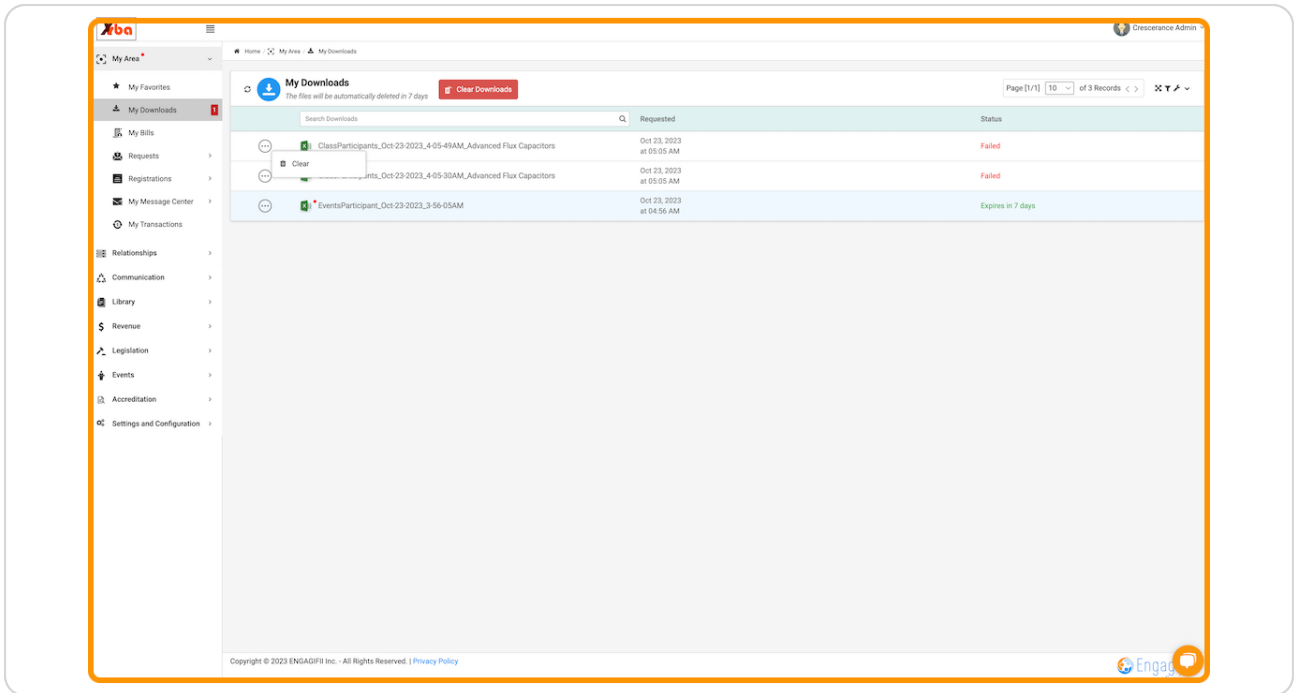 Xrba
Crescerance Admin
My Area
Home / My Area / My Downloads
My Favorites
My Downloads 1
My Bills
Requests
Registrations
My Message Center
My Transactions
Relationships
Communication
Library
Revenue
Legislation
Events
Accreditation
Settings and Configuration
My Downloads
The files will be automatically deleted in 7 days
Clear Downloads
Page [1/1] 10 of 3 Records
Search Downloads Requested Status
ClassParticipants_Oct-23-2023_4-05-49AM_Advanced Flux Capacitors Oct 23, 2023 Failed
at 05:05 AM
Clear
_Oct-23-2023_4-05-30AM_Advanced Flux Capacitors Oct 23, 2023 Failed
at 05:05 AM
EventsParticipant_Oct-23-2023_3-56-05AM Oct 23, 2023 Expires in 7 days
at 04:56 AM
Copyright © 2023 ENGAGIFII Inc. - All Rights Reserved. | Privacy Policy
Engag